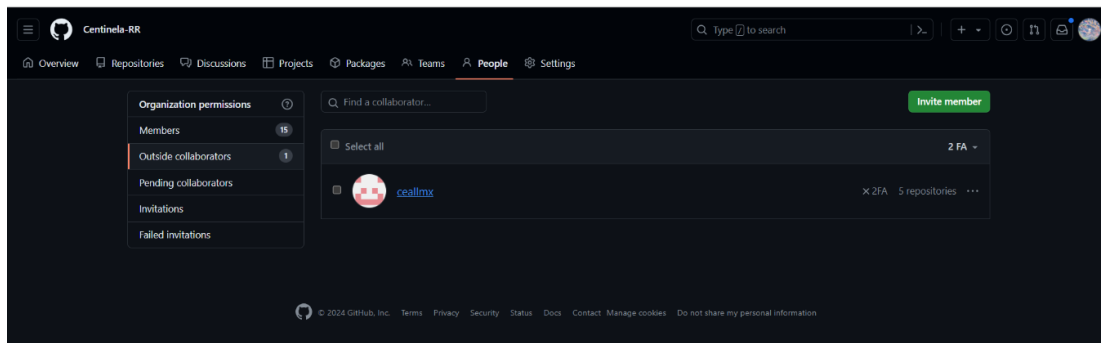 Centinela-RR
Type / to search
Overview Repositories Discussions Projects Packages Teams People Settings
Organization permissions
Find a collaborator...
Invite member
Members 15
Outside collaborators 1
Select all
2 FA
Pending collaborators
ceallmx
2FA 5 repositories
Invitations
Failed invitations
© 2024 GitHub, Inc. Terms Privacy Security Status Docs Contact Manage cookies Do not share my personal information